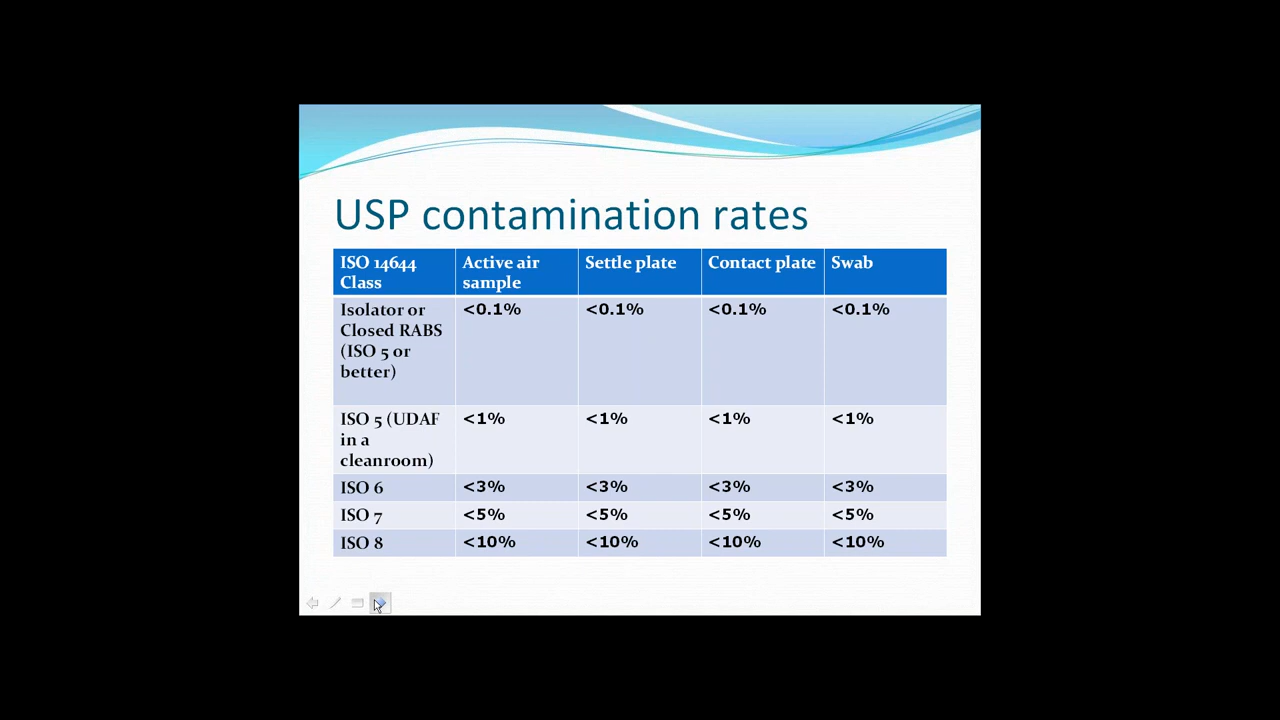 USP contamination rates
ISO 14644 Class
Active air sample
Settle plate
Contact plate
Swab
Isolator or Closed RABS (ISO 5 or better)
<0.1%
<0.1%
<0.1%
<0.1%
ISO 5 (UDAF in a cleanroom)
<1%
<1%
<1%
<1%
ISO 6
<3%
<3%
<3%
<3%
ISO 7
<5%
<5%
<5%
<5%
ISO 8
<10%
<10%
<10%
<10%